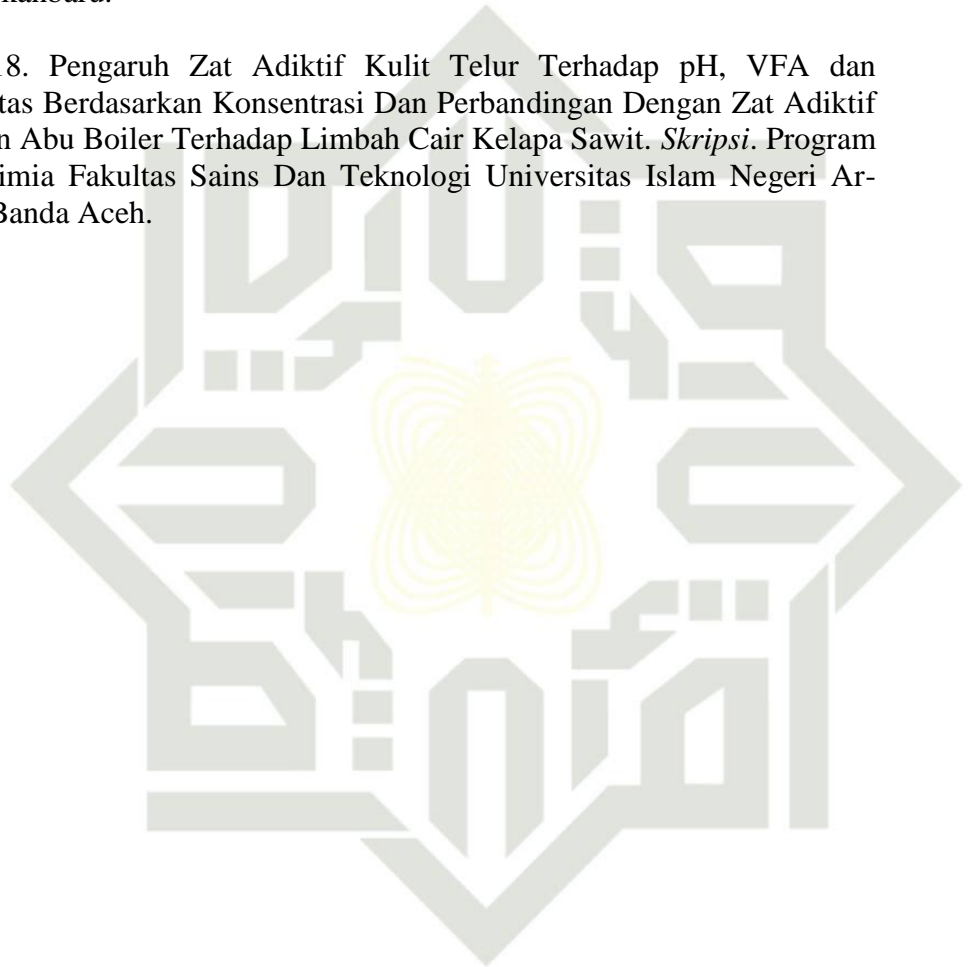 18. Pengaruh Zat Adiktif Kulit Telur Terhadap pH, VFA dan
tas Berdasarkan Konsentrasi Dan Perbandingan Dengan Zat Adiktif
n Abu Boiler Terhadap Limbah Cair Kelapa Sawit. Skripsi. Program
imia Fakultas Sains Dan Teknologi Universitas Islam Negeri Ar-
Banda Aceh.